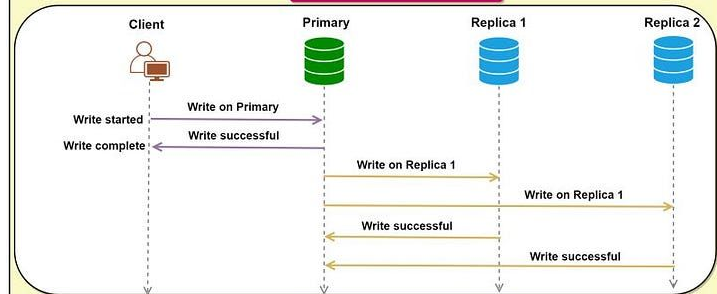 Client
Primary
Replica 1
Replica 2
Write on Primary
Write started
Write successful
Write complete
Write on Replica 1
Write on Replica 1
Write successful
Write successful